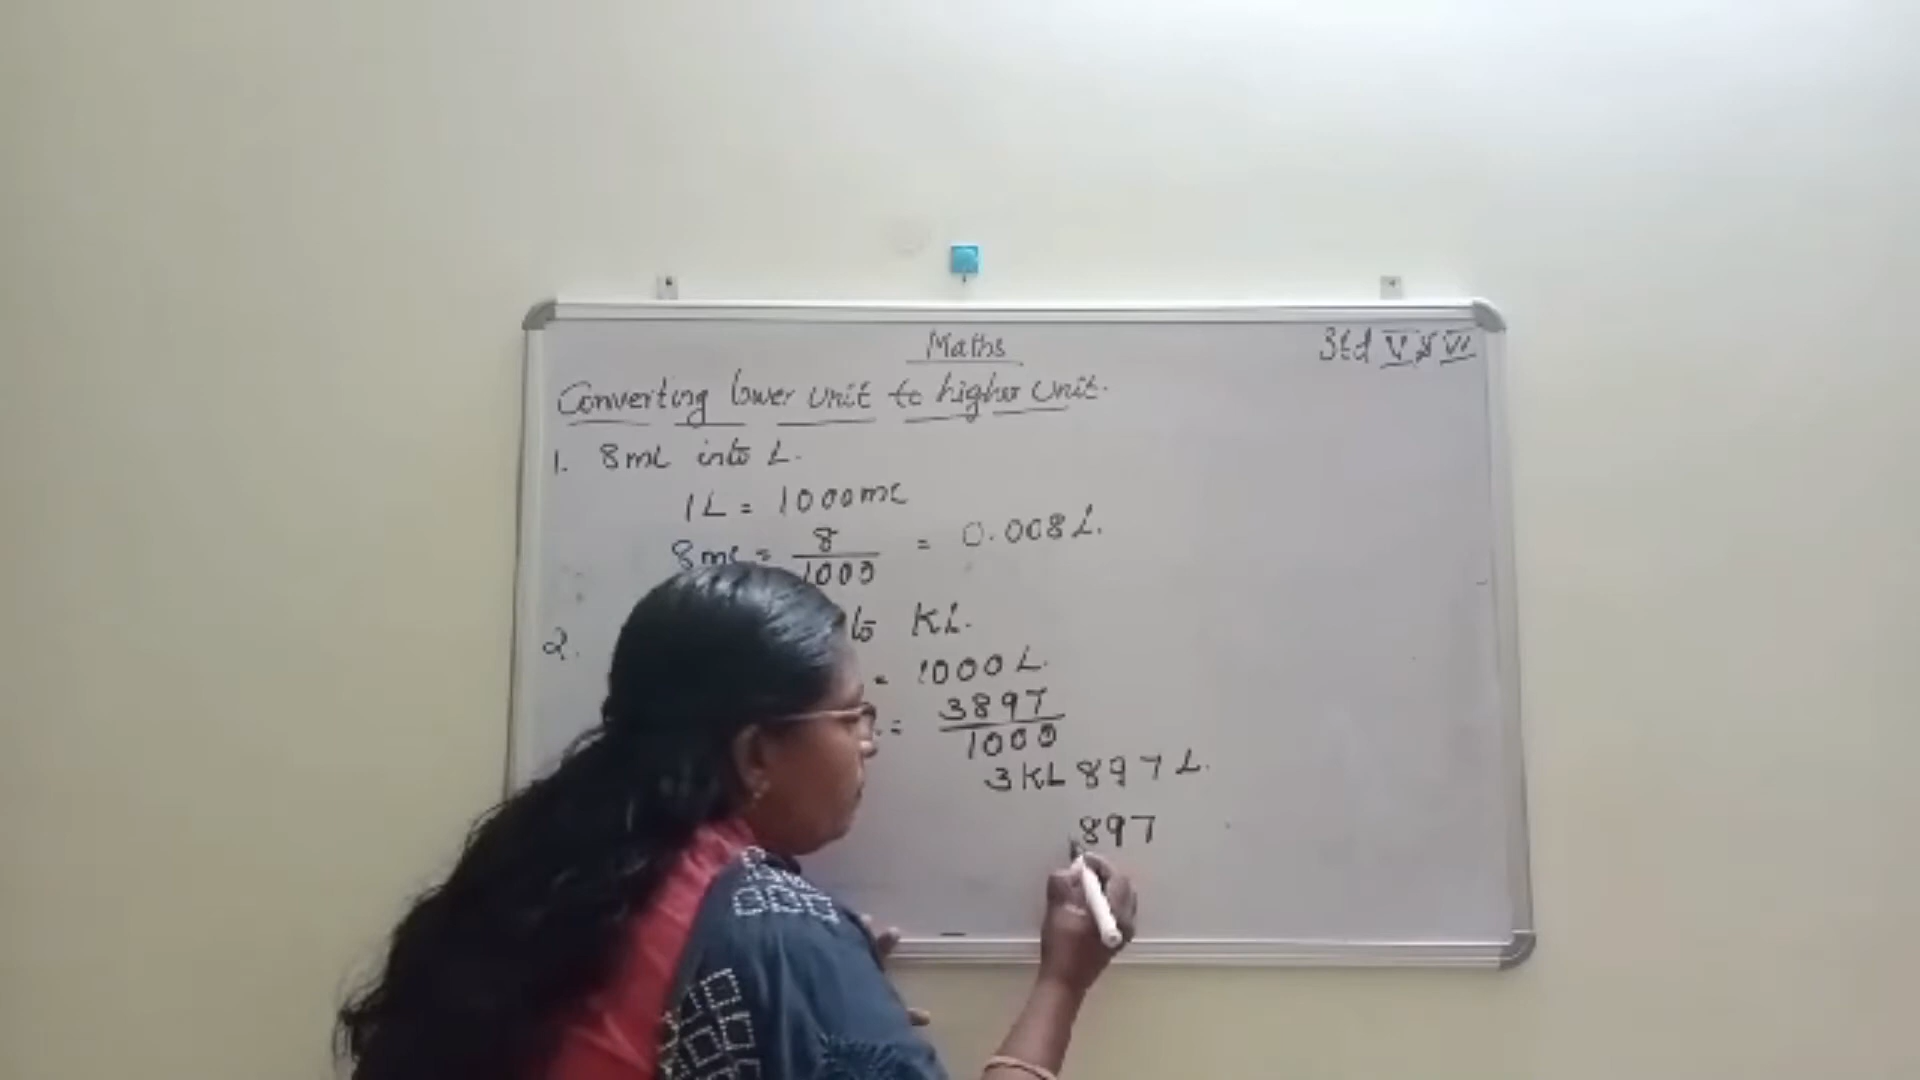 Maths
Std V & VI
Converting lower unit to higher unit.
1. 8ml into L.
1L = 1000ml
8ml = 8/1000 = 0.008L.
2. to KL.
= 1000L.
= 3897/1000
3KL 897L.
897